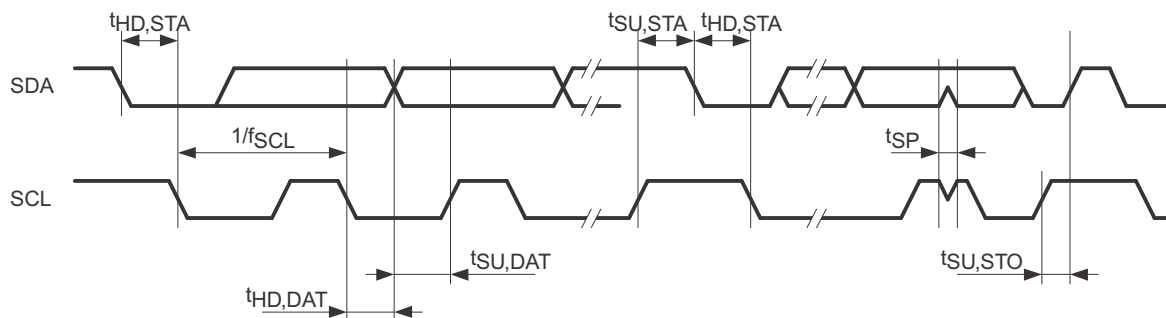 tHD,STA
tSU,STA
tHD,STA
SDA
1/fSCL
tSP
SCL
tSU,DAT
tSU,STO
tHD,DAT